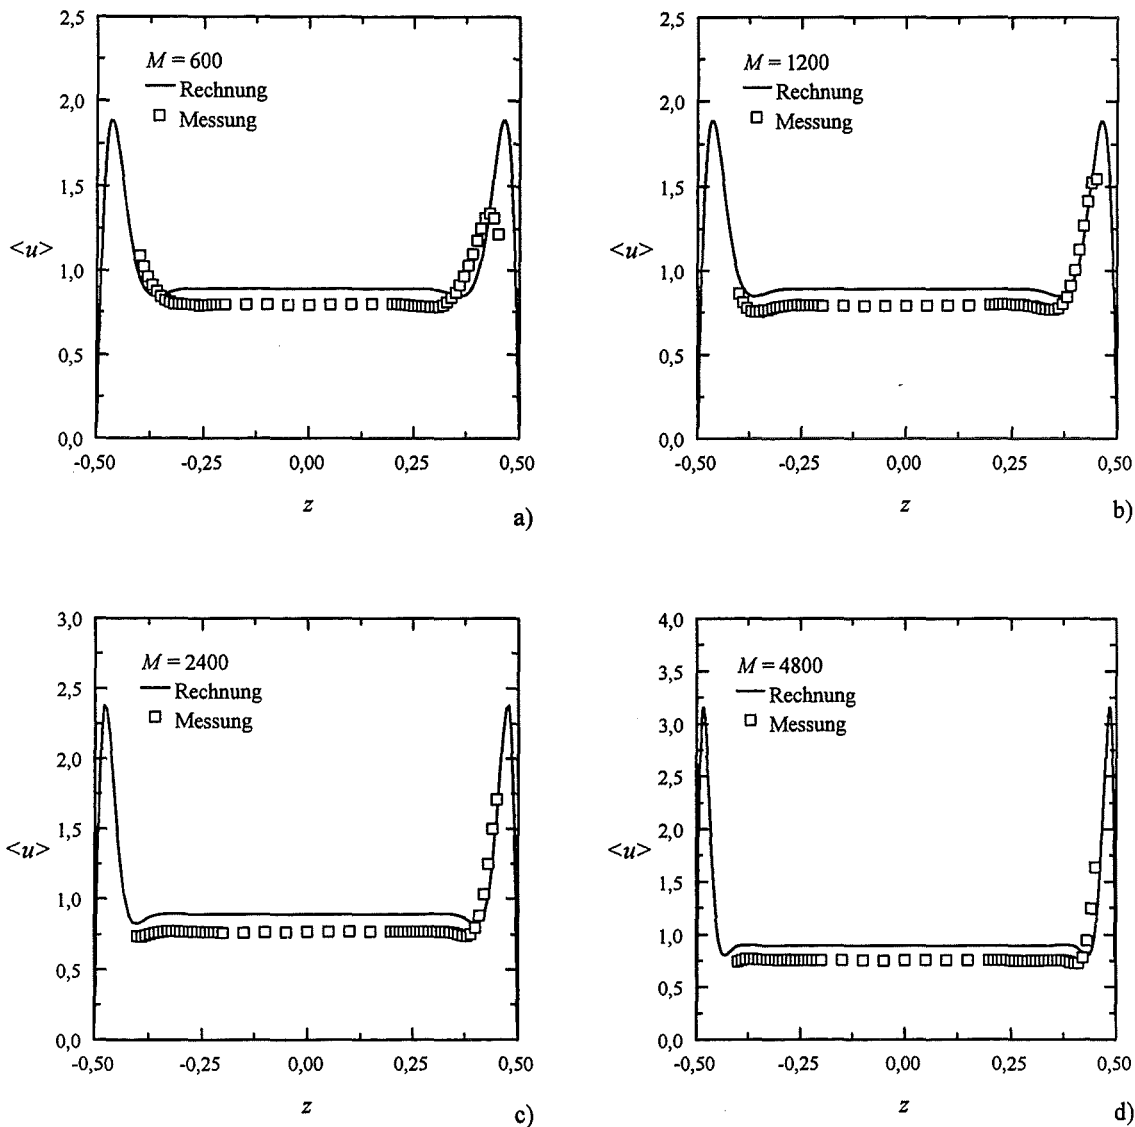 2,5
2,0
1,5
1,0
0,5
0,0
<u>
M = 600
Rechnung
Messung
-0,50
-0,25
0,00
0,25
0,50
z
a)
2,5
2,0
1,5
1,0
0,5
0,0
<u>
M = 1200
Rechnung
Messung
-0,50
-0,25
0,00
0,25
0,50
z
b)
3,0
2,5
2,0
1,5
1,0
0,5
0,0
<u>
M = 2400
Rechnung
Messung
-0,50
-0,25
0,00
0,25
0,50
z
c)
4,0
3,5
3,0
2,5
2,0
1,5
1,0
0,5
0,0
<u>
M = 4800
Rechnung
Messung
-0,50
-0,25
0,00
0,25
0,50
z
d)